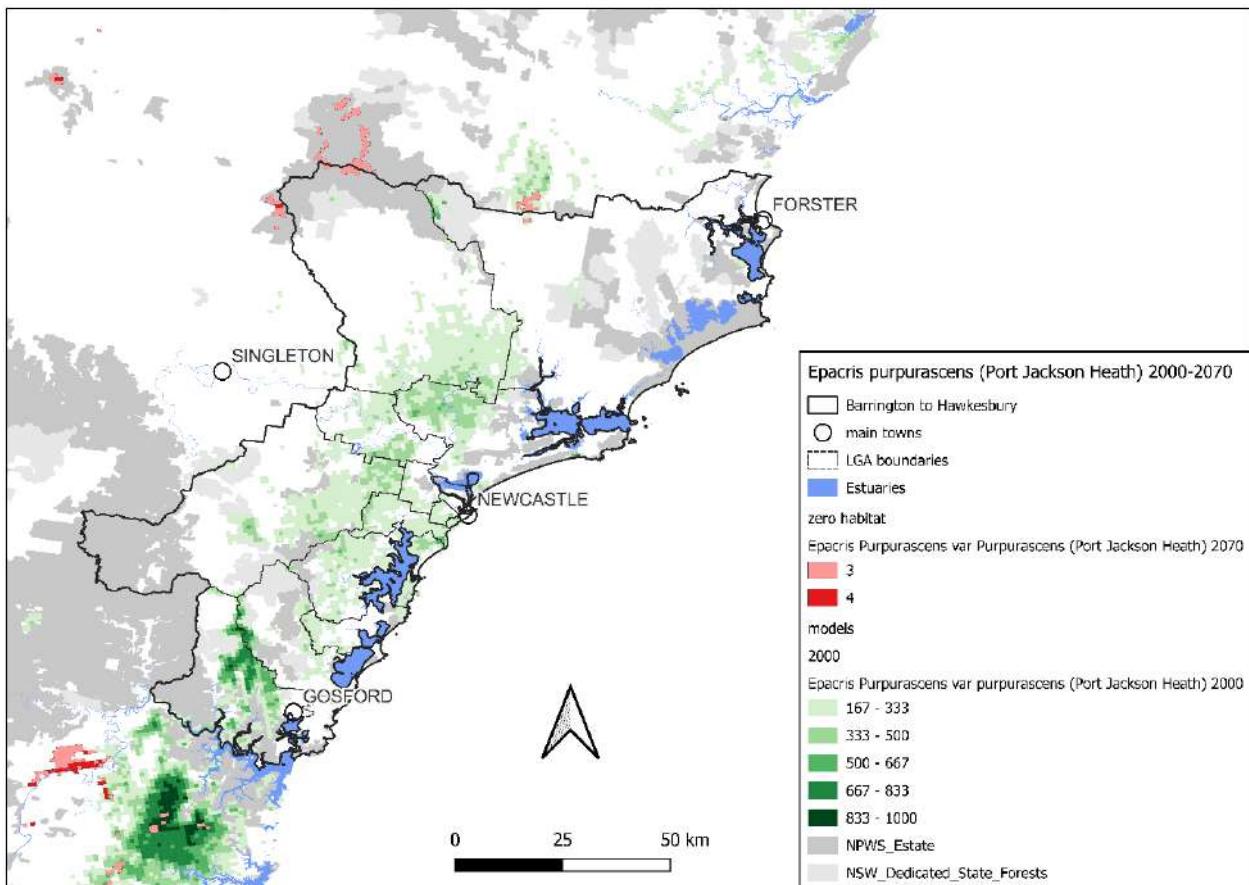 FORSTER
SINGLETON
NEWCASTLE
GOSFORD
0 25 50 km
Epacris purpurascens (Port Jackson Heath) 2000-2070
Barrington to Hawkesbury
main towns
LGA boundaries
Estuaries
zero habitat
Epacris Purpurascens var Purpurascens (Port Jackson Heath) 2070
3
4
models
2000
Epacris Purpurascens var purpurascens (Port Jackson Heath) 2000
167 - 333
333 - 500
500 - 667
667 - 833
833 - 1000
NPWS_Estate
NSW_Dedicated_State_Forests